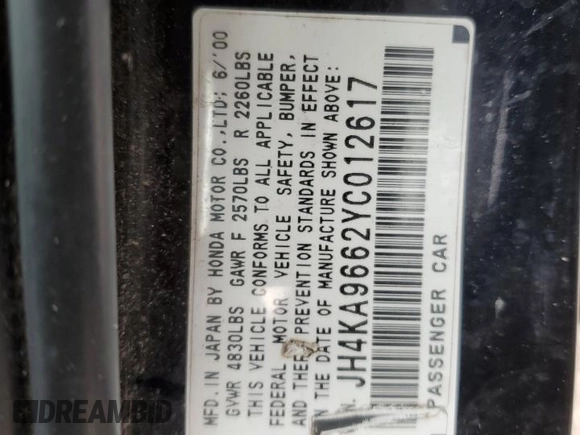 MFD. IN JAPAN BY HONDA MOTOR CO.,LTD; 6/'00
GVWR 4830LBS GAWR F 2570LBS R 2260LBS
THIS VEHICLE CONFORMS TO ALL APPLICABLE
FEDERAL MOTOR VEHICLE SAFETY, BUMPER,
AND THEFT PREVENTION STANDARDS IN EFFECT
ON THE DATE OF MANUFACTURE SHOWN ABOVE:
JH4KA9662YC012617
PASSENGER CAR
DREAMBID